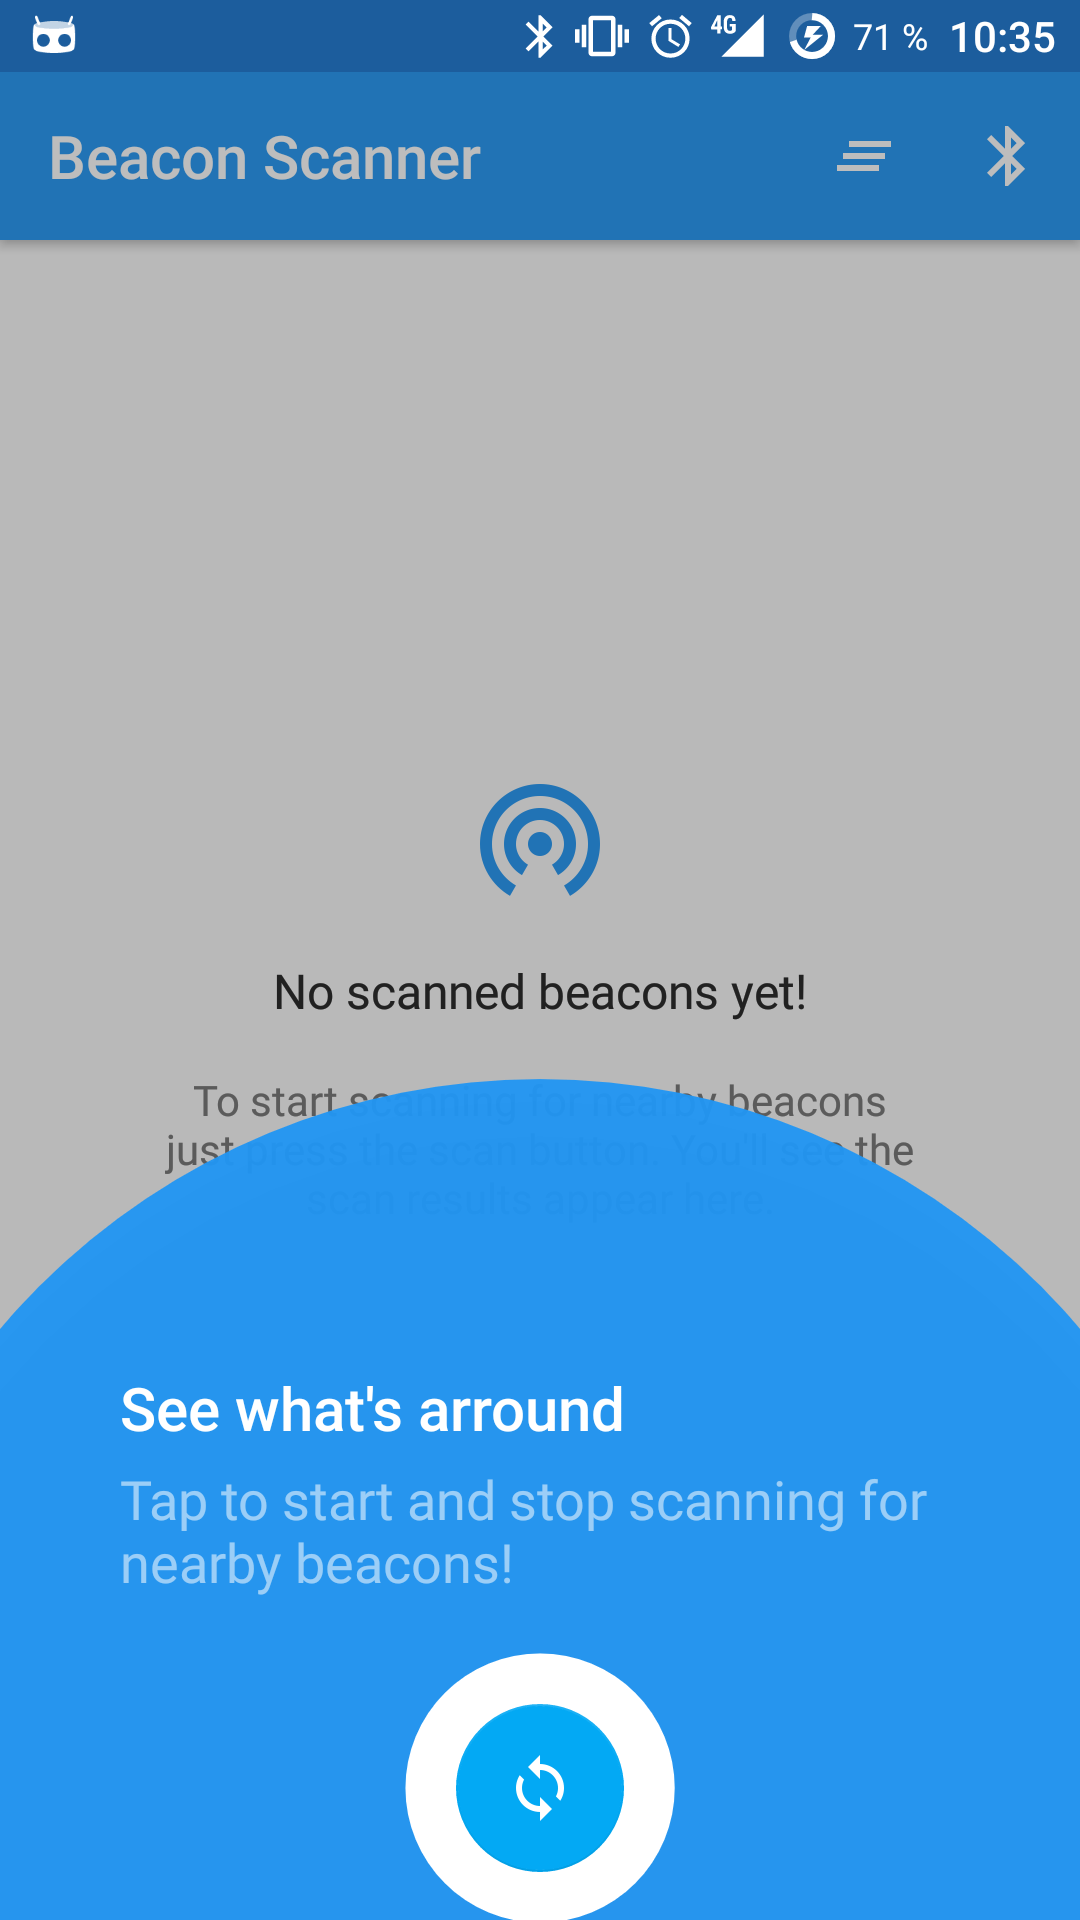 4G 71 % 10:35
Beacon Scanner
No scanned beacons yet!
To start scanning for nearby beacons
just press the scan button. You'll see the
scan results appear here.
See what's arround
Tap to start and stop scanning for
nearby beacons!